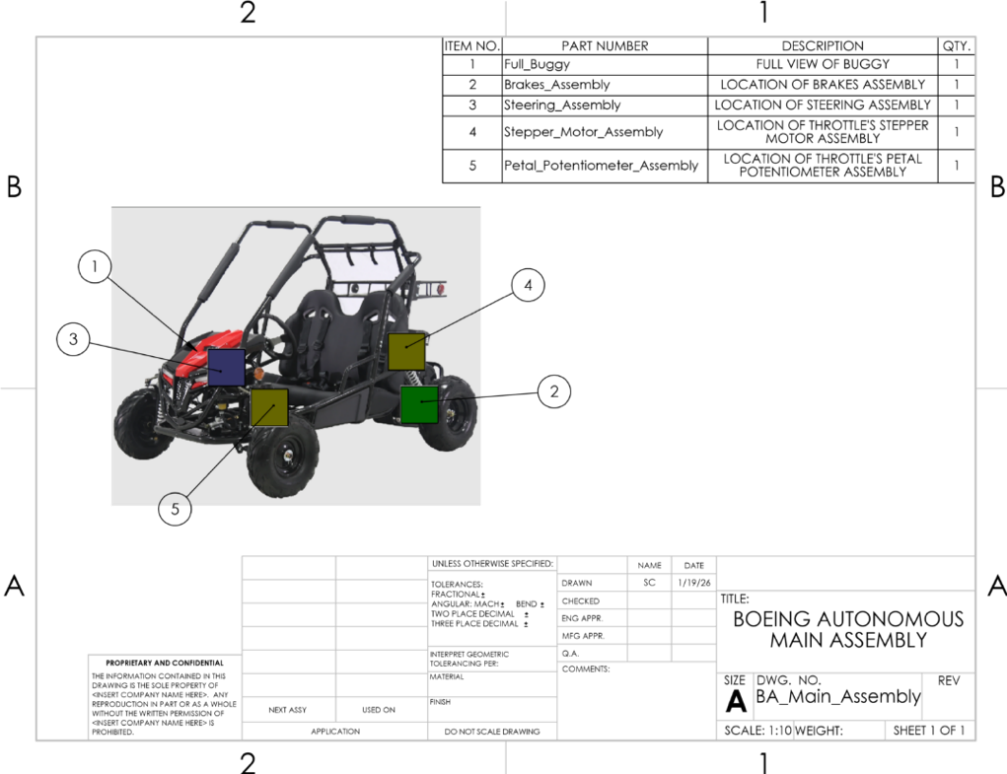 2 1
ITEM NO. PART NUMBER DESCRIPTION QTY.
1 Full_Buggy FULL VIEW OF BUGGY 1
2 Brakes_Assembly LOCATION OF BRAKES ASSEMBLY 1
3 Steering_Assembly LOCATION OF STEERING ASSEMBLY 1
4 Stepper_Motor_Assembly LOCATION OF THROTTLE'S STEPPER
MOTOR ASSEMBLY 1
5 Petal_Potentiometer_Assembly LOCATION OF THROTTLE'S PETAL
POTENTIOMETER ASSEMBLY 1
B B
1
4
3
2
5
A A
UNLESS OTHERWISE SPECIFIED:
TOLERANCES:
FRACTIONAL±
ANGULAR: MACH± BEND ±
TWO PLACE DECIMAL ±
THREE PLACE DECIMAL ±
INTERPRET GEOMETRIC
TOLERANCING PER:
MATERIAL
FINISH
DO NOT SCALE DRAWING
NAME DATE
DRAWN SC 1/19/26
CHECKED
ENG APPR.
MFG APPR.
Q.A.
COMMENTS:
PROPRIETARY AND CONFIDENTIAL
THE INFORMATION CONTAINED IN THIS
DRAWING IS THE SOLE PROPERTY OF
<INSERT COMPANY NAME HERE>. ANY
REPRODUCTION IN PART OR AS A WHOLE
WITHOUT THE WRITTEN PERMISSION OF
<INSERT COMPANY NAME HERE> IS
PROHIBITED.
NEXT ASSY USED ON
APPLICATION
TITLE:
BOEING AUTONOMOUS
MAIN ASSEMBLY
SIZE DWG. NO. REV
A BA_Main_Assembly
SCALE: 1:10 WEIGHT: SHEET 1 OF 1
2 1